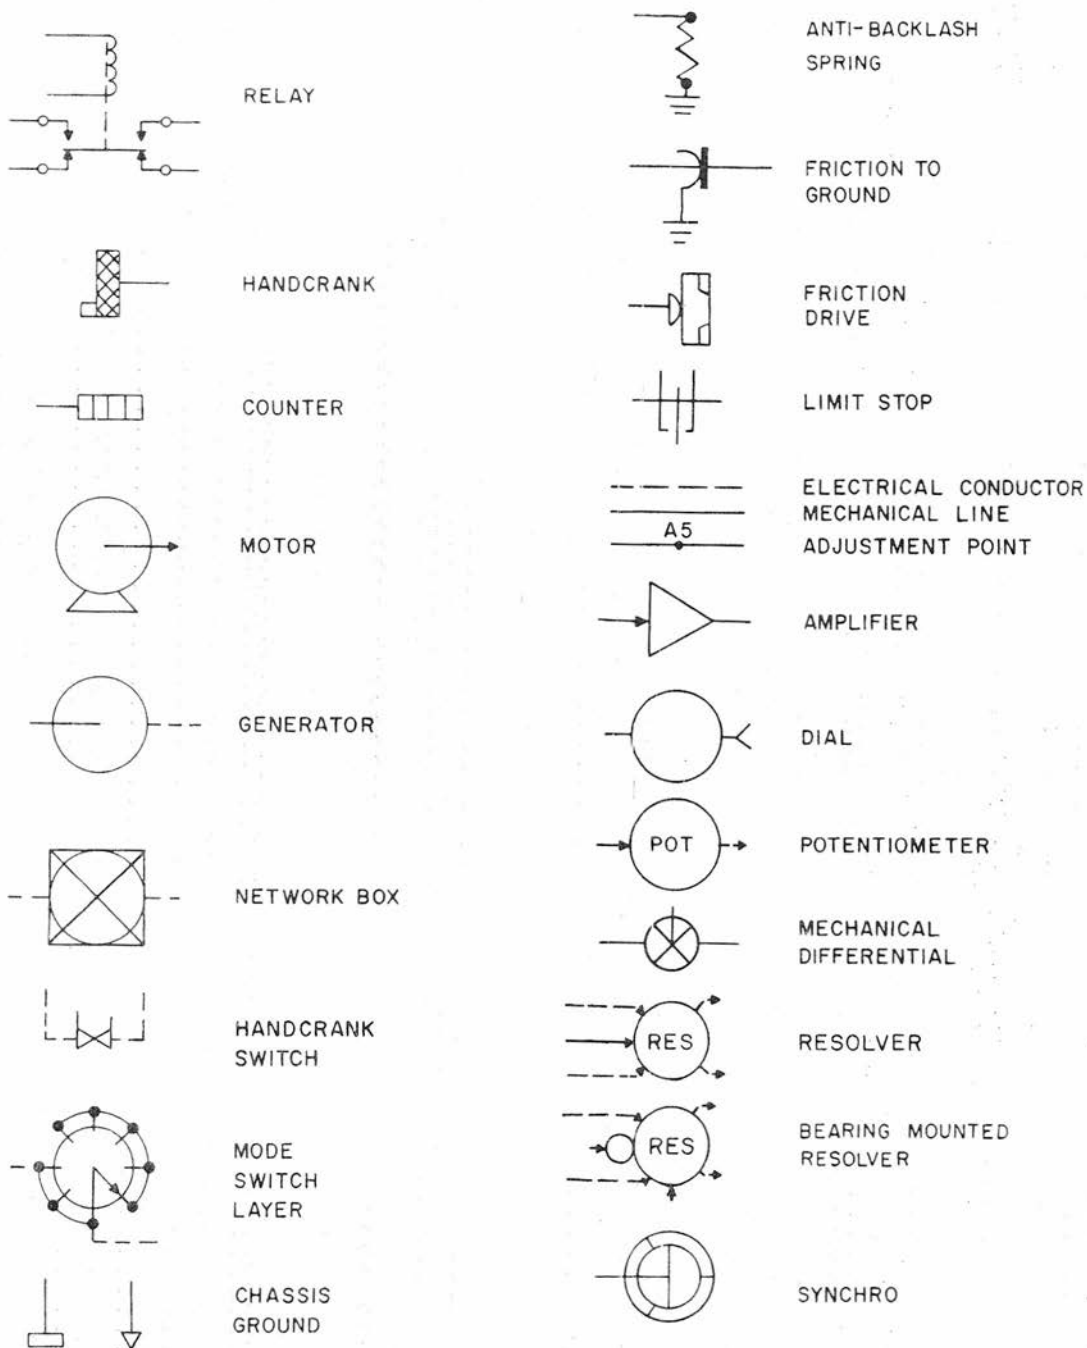 RELAY
HANDCRANK
COUNTER
MOTOR
GENERATOR
NETWORK BOX
HANDCRANK
SWITCH
MODE
SWITCH
LAYER
CHASSIS
GROUND
ANTI-BACKLASH
SPRING
FRICTION TO
GROUND
FRICTION
DRIVE
LIMIT STOP
ELECTRICAL CONDUCTOR
MECHANICAL LINE
A5
ADJUSTMENT POINT
AMPLIFIER
DIAL
POT
POTENTIOMETER
MECHANICAL
DIFFERENTIAL
RES
RESOLVER
RES
BEARING MOUNTED
RESOLVER
SYNCHRO